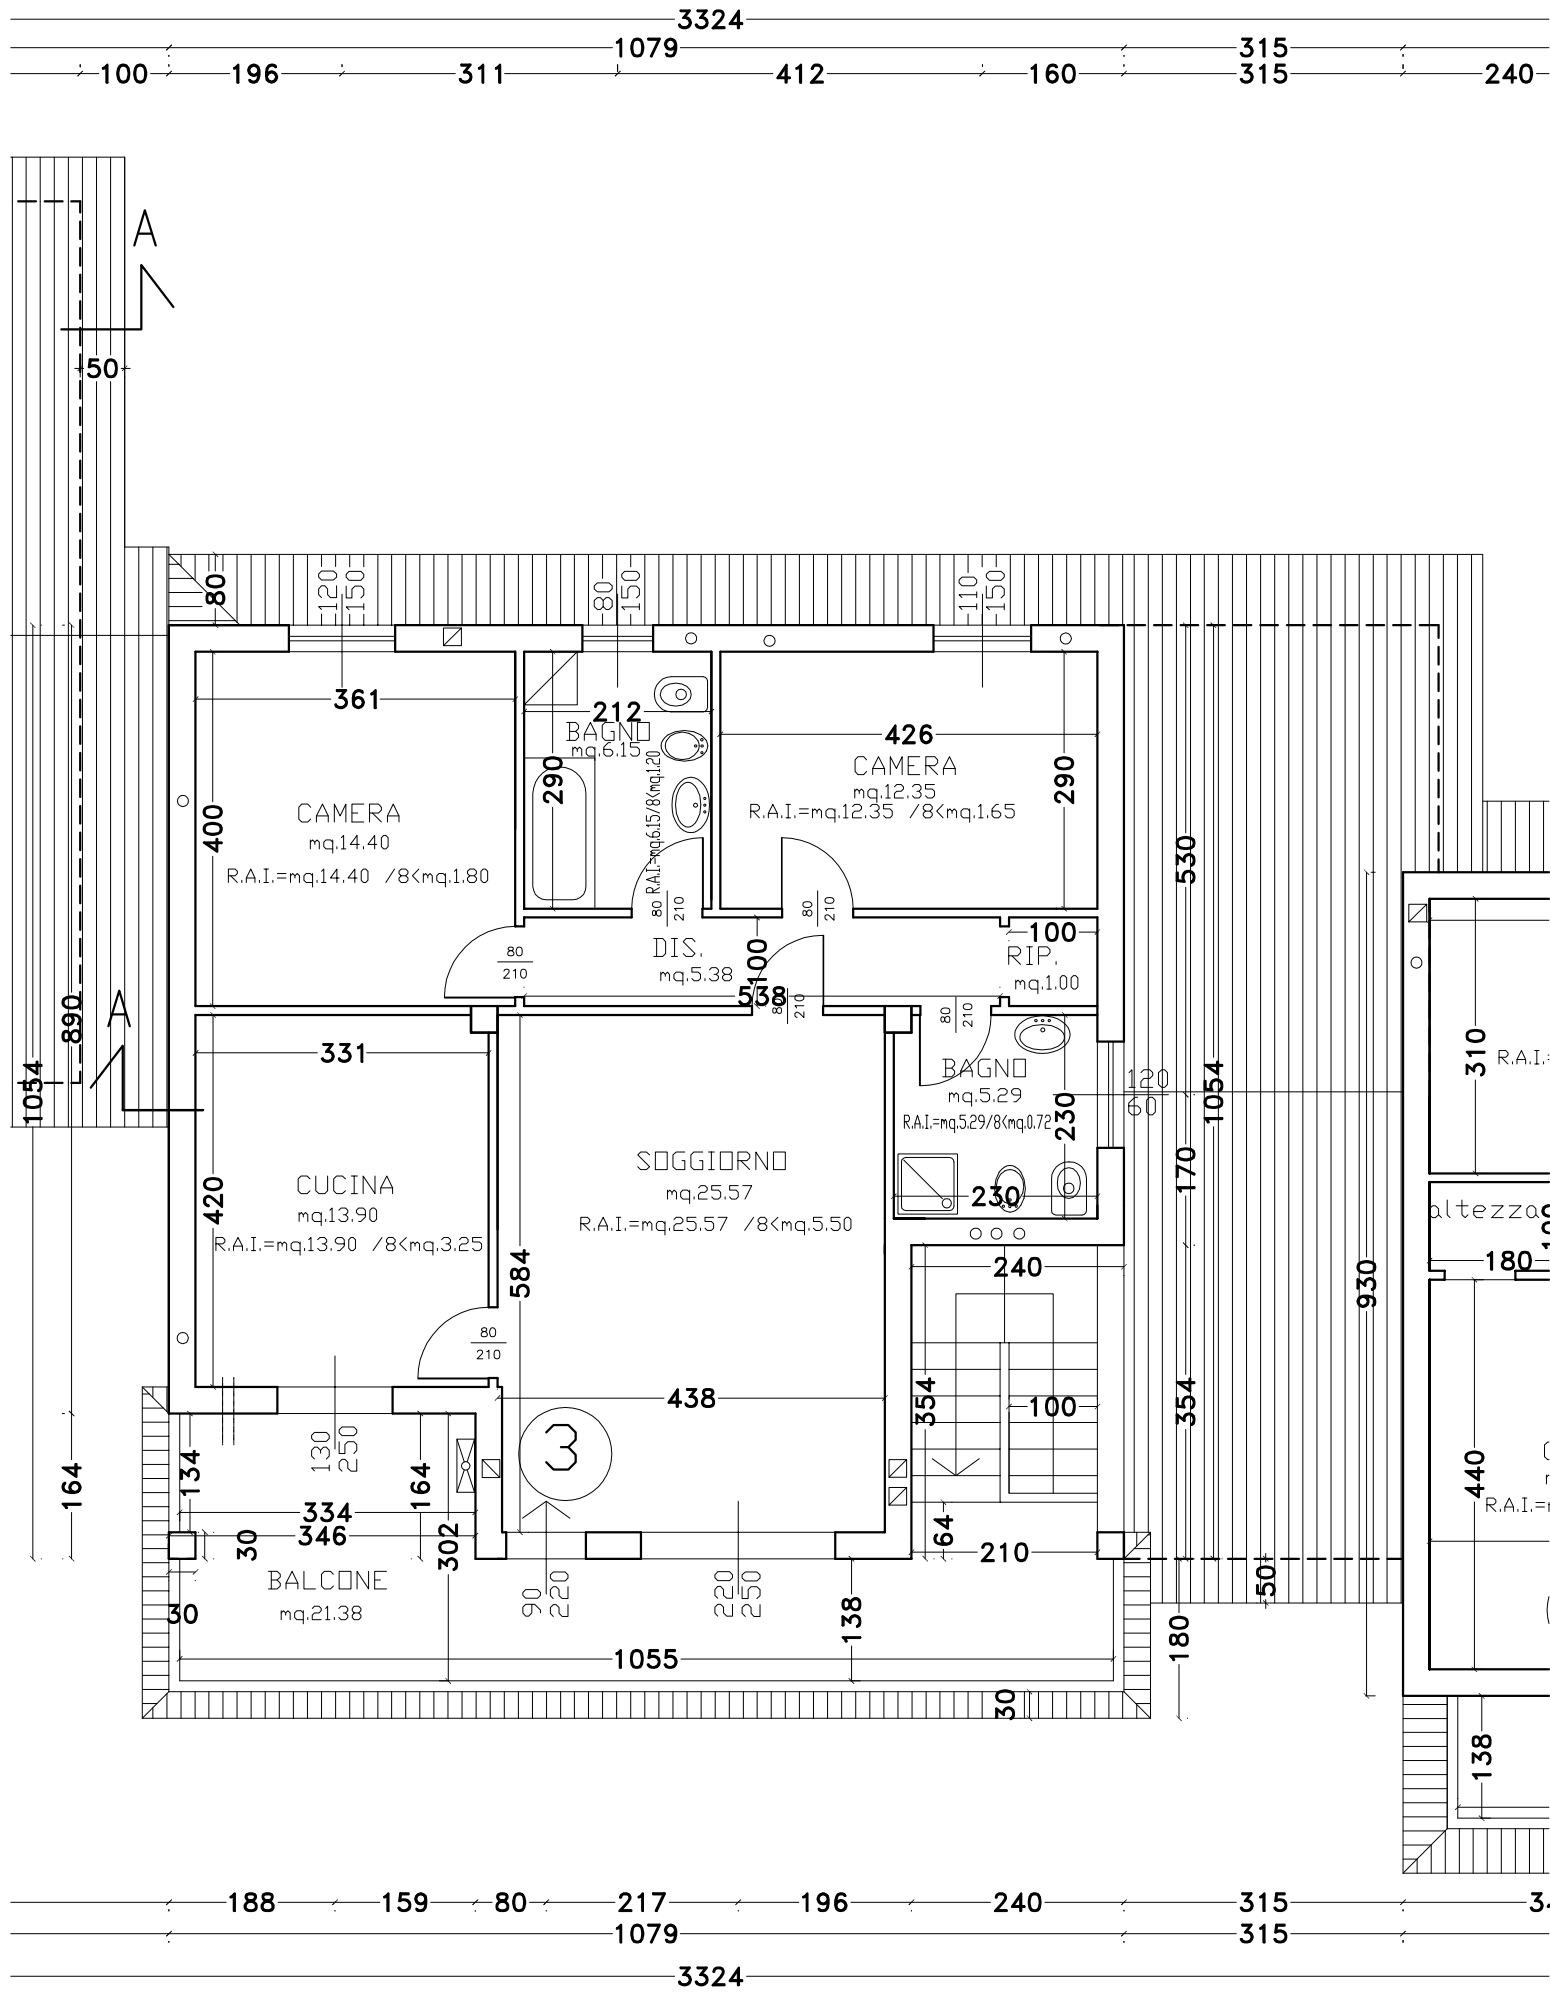 3324
1079 315
100 196 311 412 160 315 240
A
50
80
120
150
80
150
110
150
361
212
BAGNO
mq.6.15
290
R.A.I.=mq.6.15/8<mq.1.20
426
CAMERA
mq.12.35
R.A.I.=mq.12.35 /8<mq.1.65
290
400
CAMERA
mq.14.40
R.A.I.=mq.14.40 /8<mq.1.80
530
80
210
80
210
80
210
DIS.
mq.5.38
100
538
80
210
100
RIP.
mq.1.00
80
210
A
890
1054
331
BAGNO
mq.5.29
R.A.I.=mq.5.29/8<mq.0.72
230
230
120
60
1054
170
310
R.A.I.=
420
CUCINA
mq.13.90
R.A.I.=mq.13.90 /8<mq.3.25
SOGGIORNO
mq.25.57
R.A.I.=mq.25.57 /8<mq.5.50
584
altezza
180
240
930
80
210
438
354
100
354
3
130
250
134
164
164
334
346
302
30
30
64
210
440
R.A.I.=
BALCONE
mq.21.38
90
220
220
250
138
50
180
1055
30
138
188 159 80 217 196 240 315
1079 315
3324